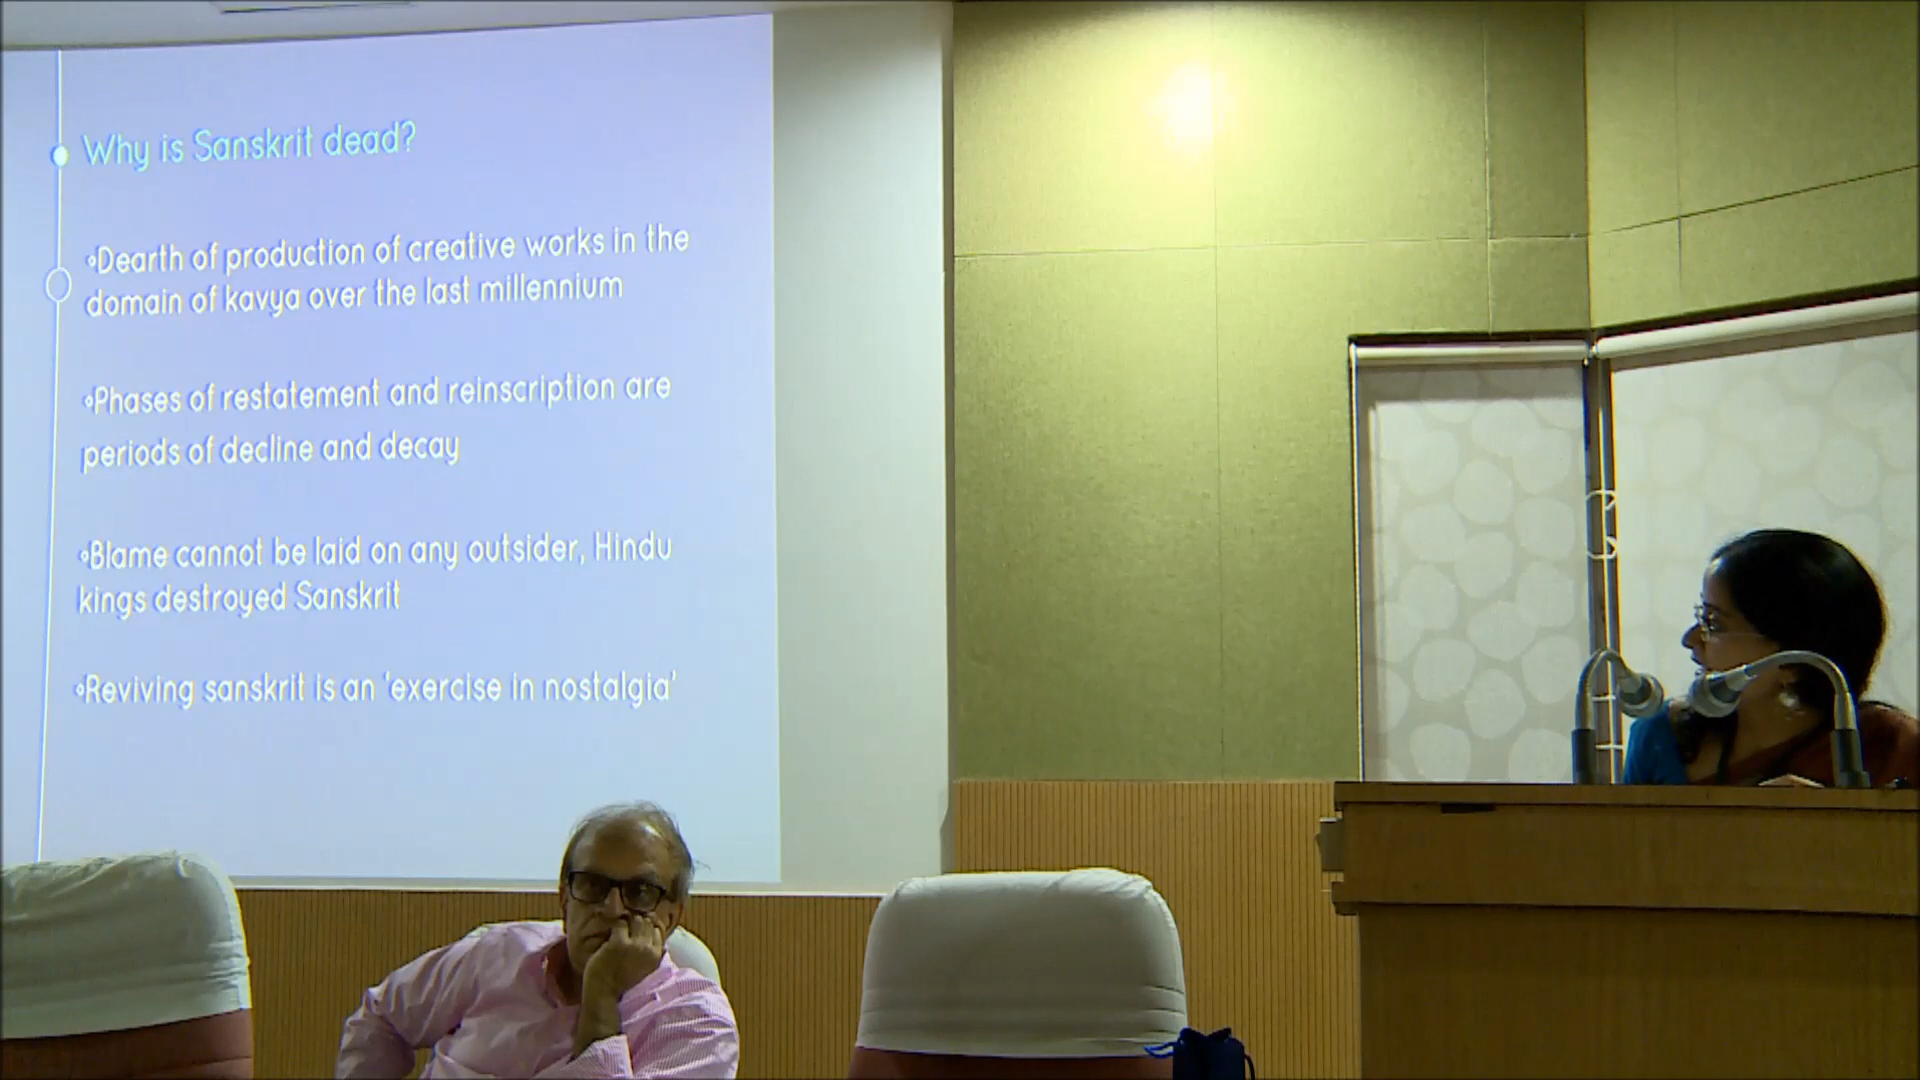 Why is Sanskrit dead?
◦Dearth of production of creative works in the
domain of kavya over the last millennium
◦Phases of restatement and reinscription are
periods of decline and decay
◦Blame cannot be laid on any outsider, Hindu
kings destroyed Sanskrit
◦Reviving sanskrit is an ‘exercise in nostalgia’